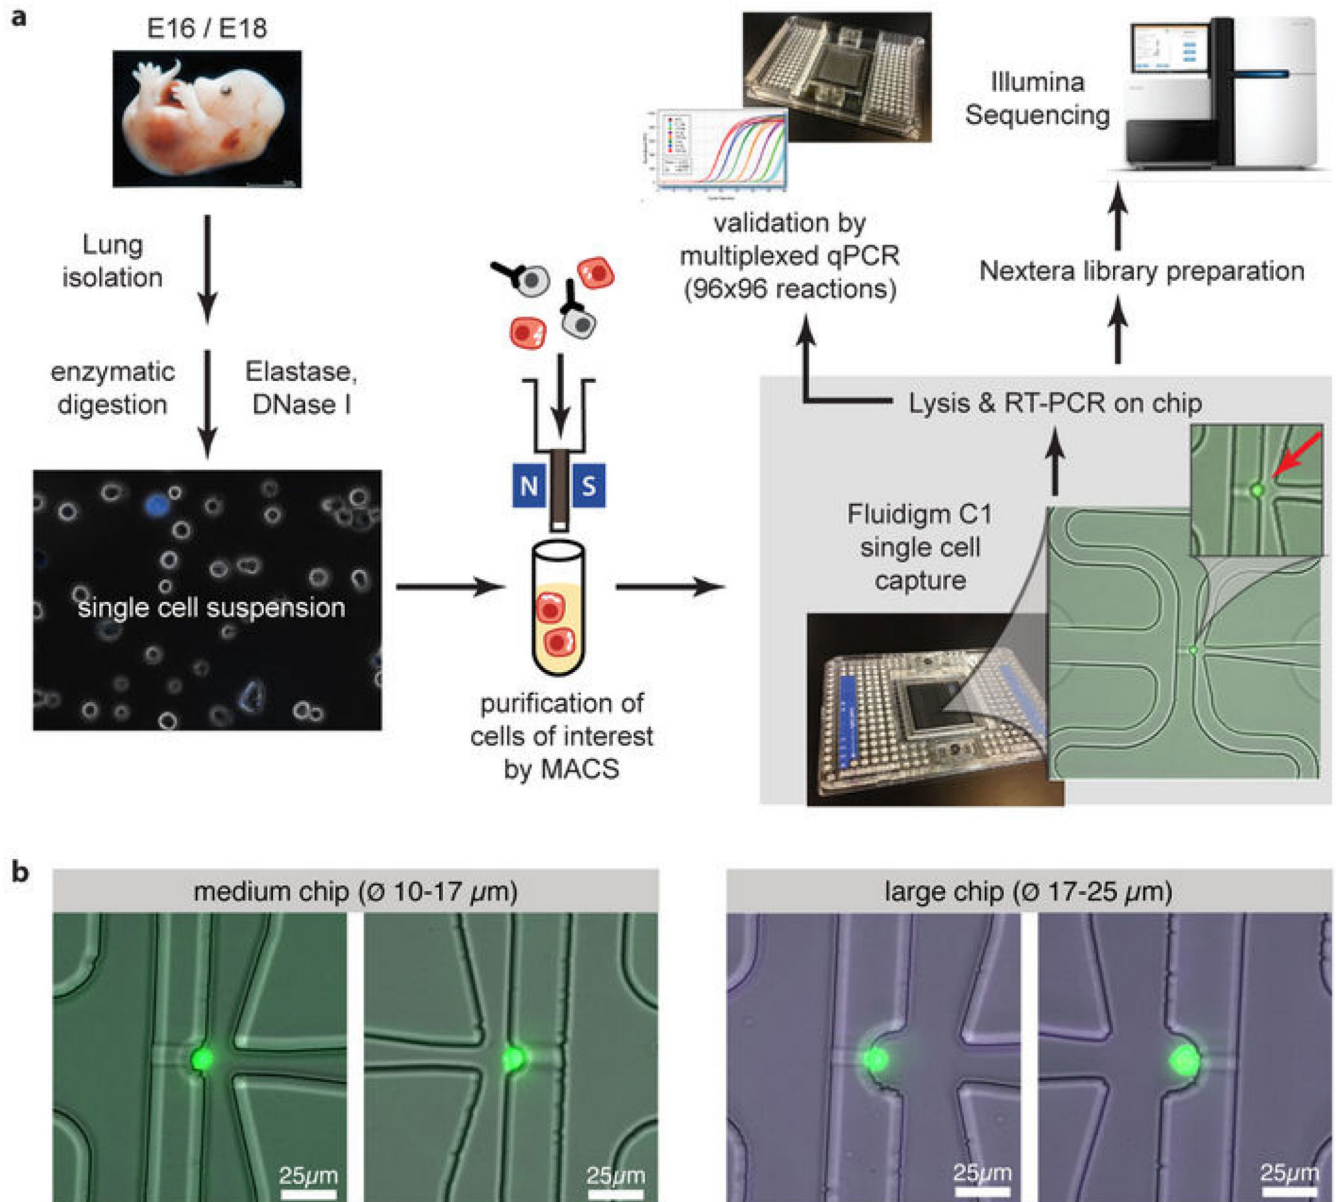 a
E16 / E18
Lung
isolation
enzymatic
digestion
Elastase,
DNase I
single cell suspension
N S
purification of
cells of interest
by MACS
validation by
multiplexed qPCR
(96x96 reactions)
Illumina
Sequencing
Nextera library preparation
Lysis & RT-PCR on chip
Fluidigm C1
single cell
capture
b
medium chip (Ø 10-17 µm)
25µm
25µm
large chip (Ø 17-25 µm)
25µm
25µm